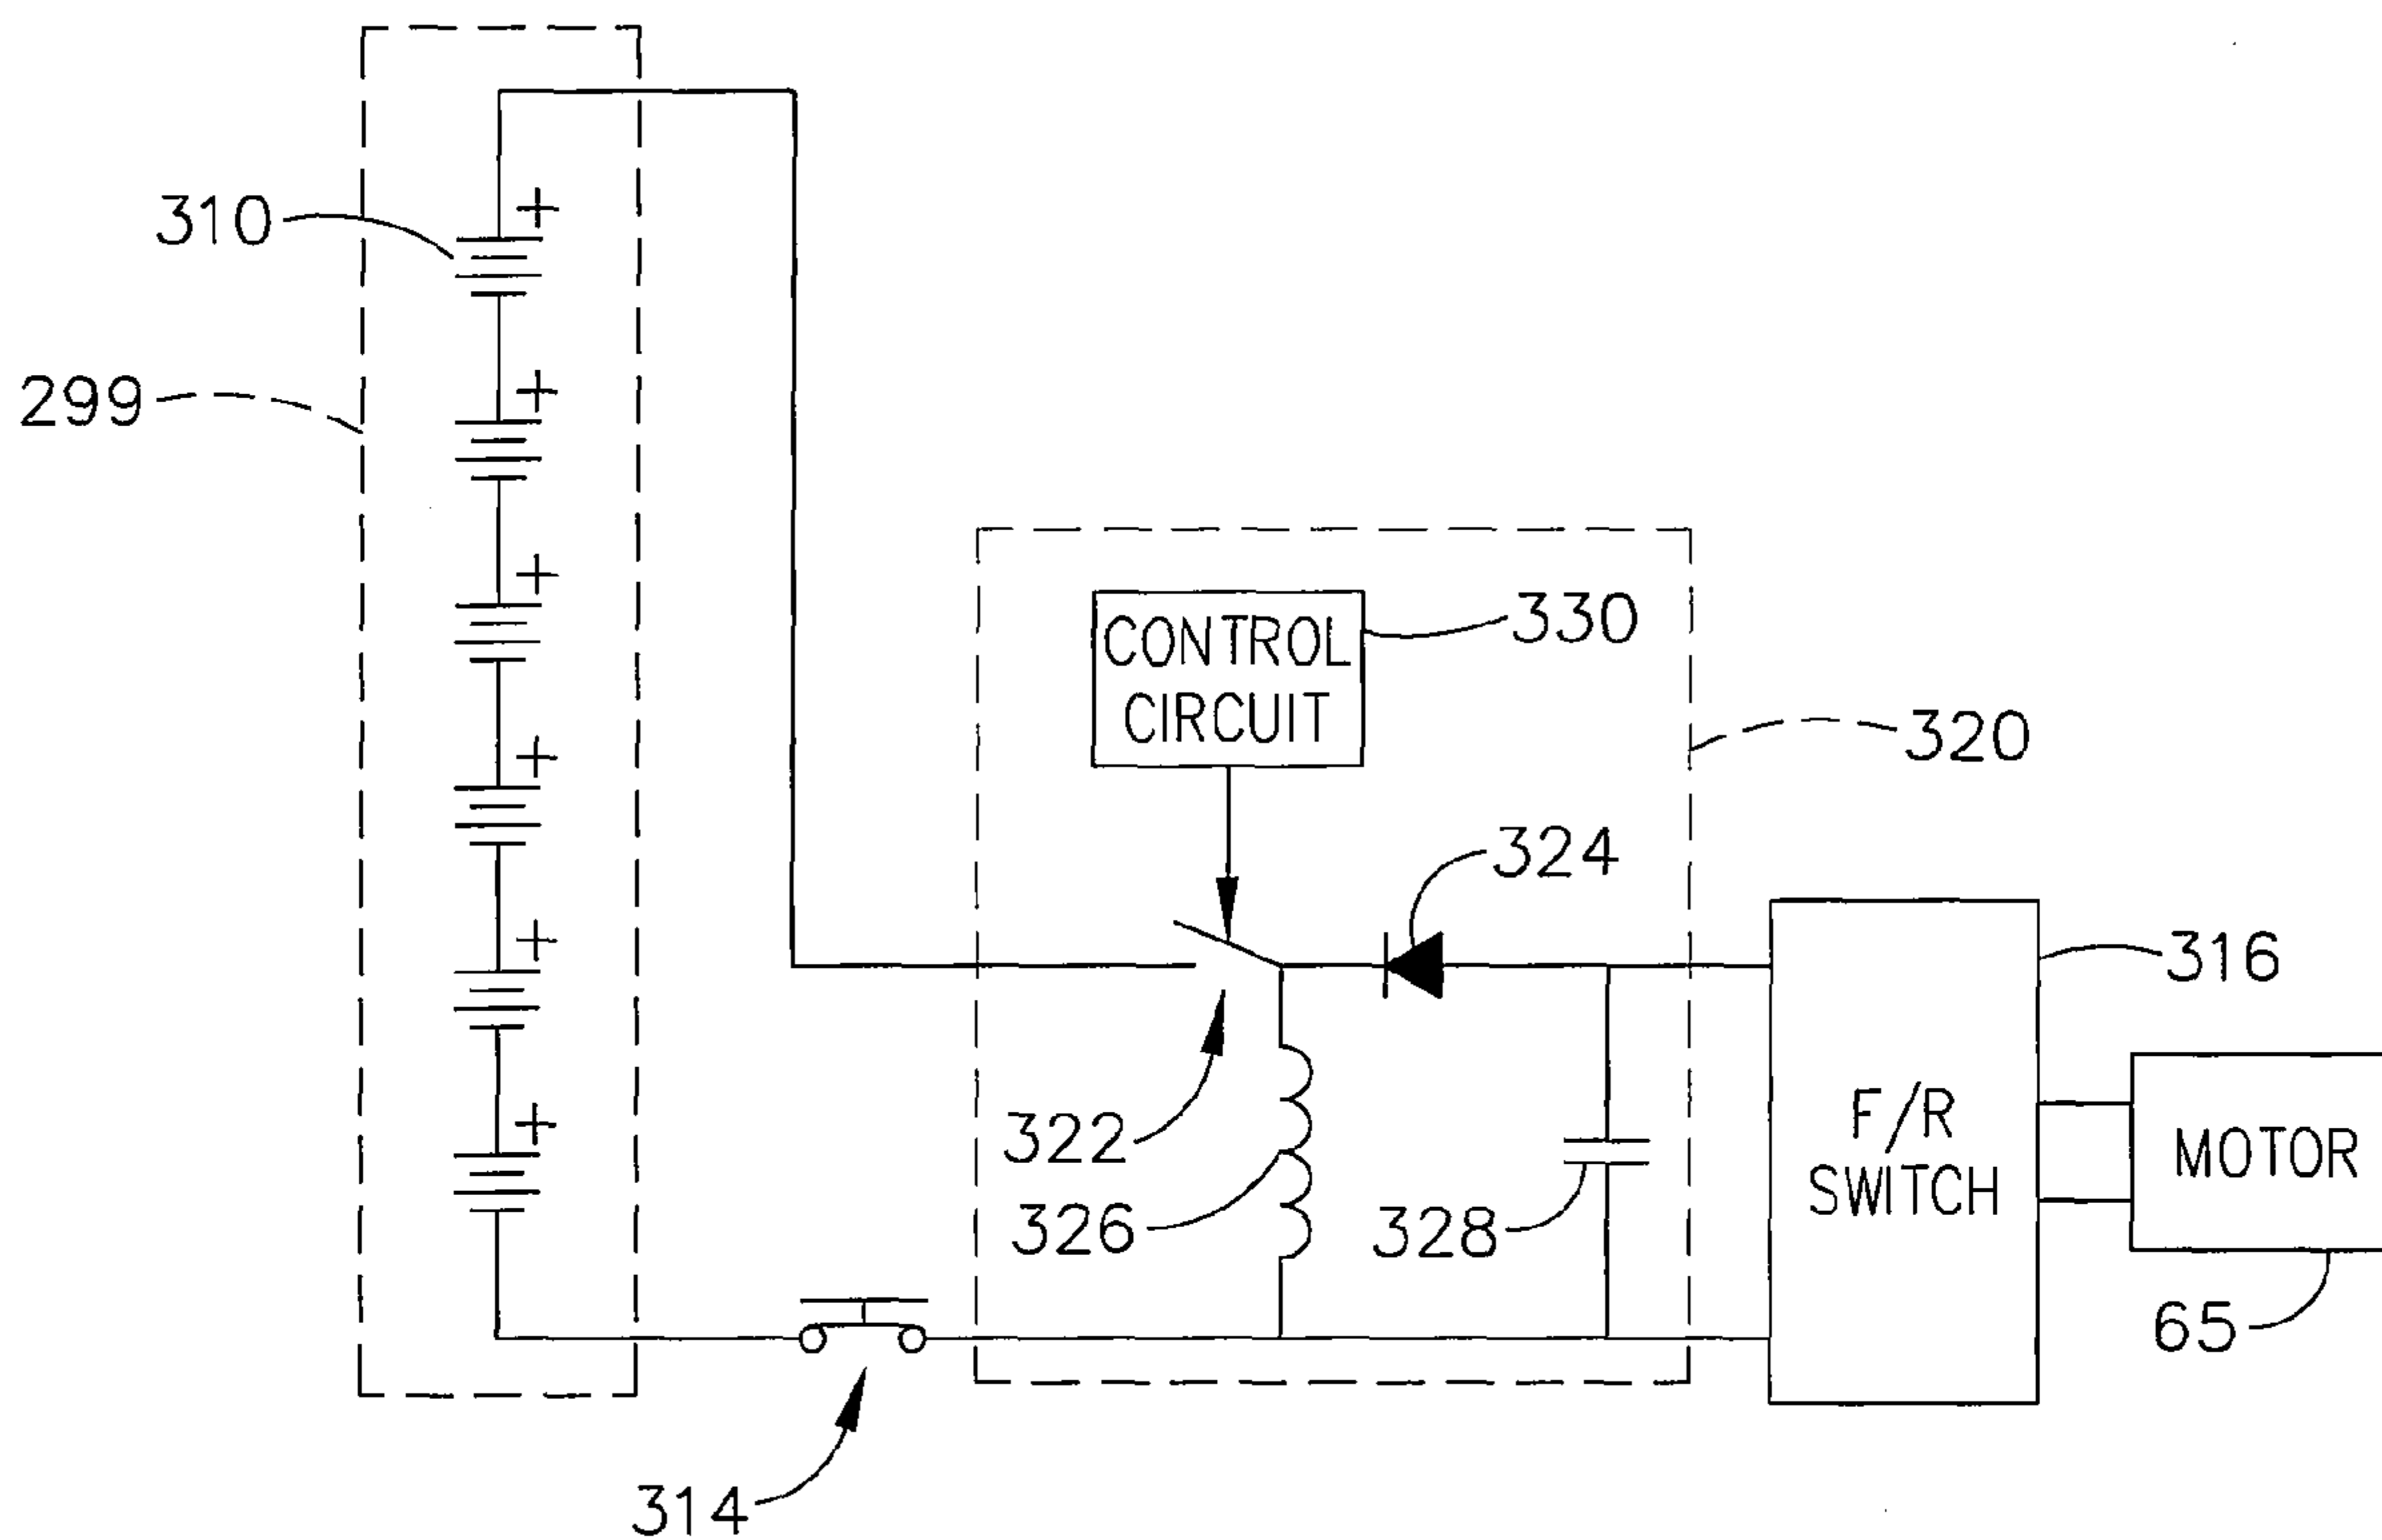 310
299
CONTROL
CIRCUIT
330
320
324
316
322
326
328
F/R
SWITCH
MOTOR
65
314